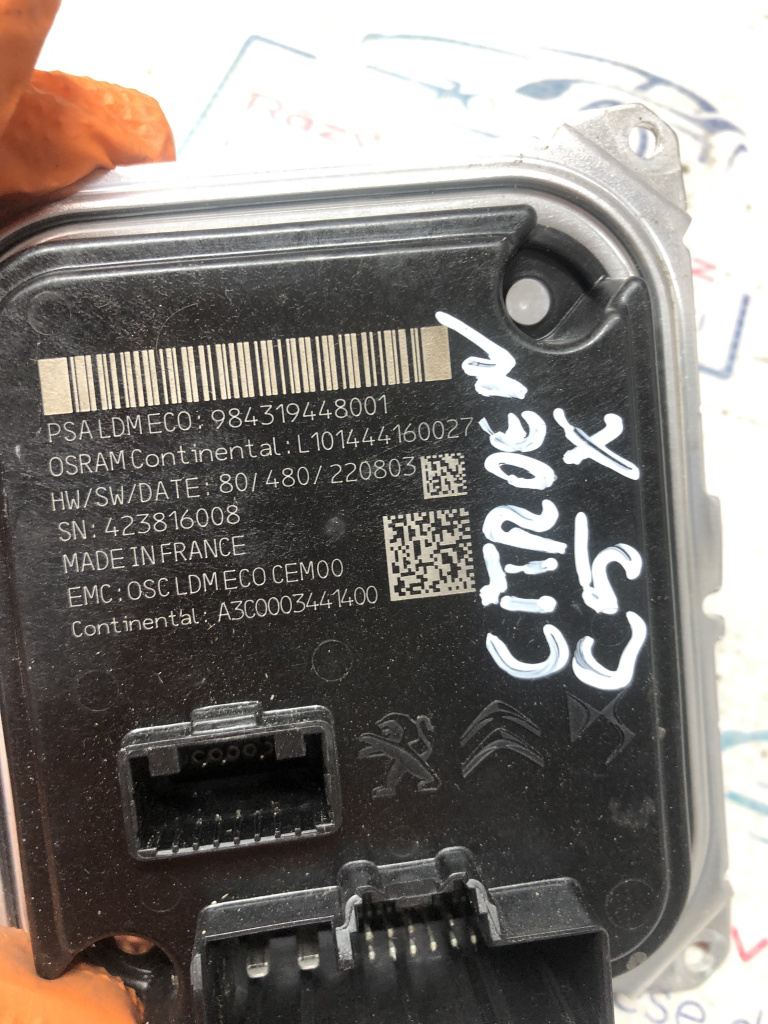 PSA LDM ECO: 984319448001
OSRAM Continental: L101444160027
HW/SW/DATE: 80/480/220803
SN: 423816008
MADE IN FRANCE
EMC: OSC LDM ECO CEM00
Continental: A3C0003441400
CITROEN
C5 X